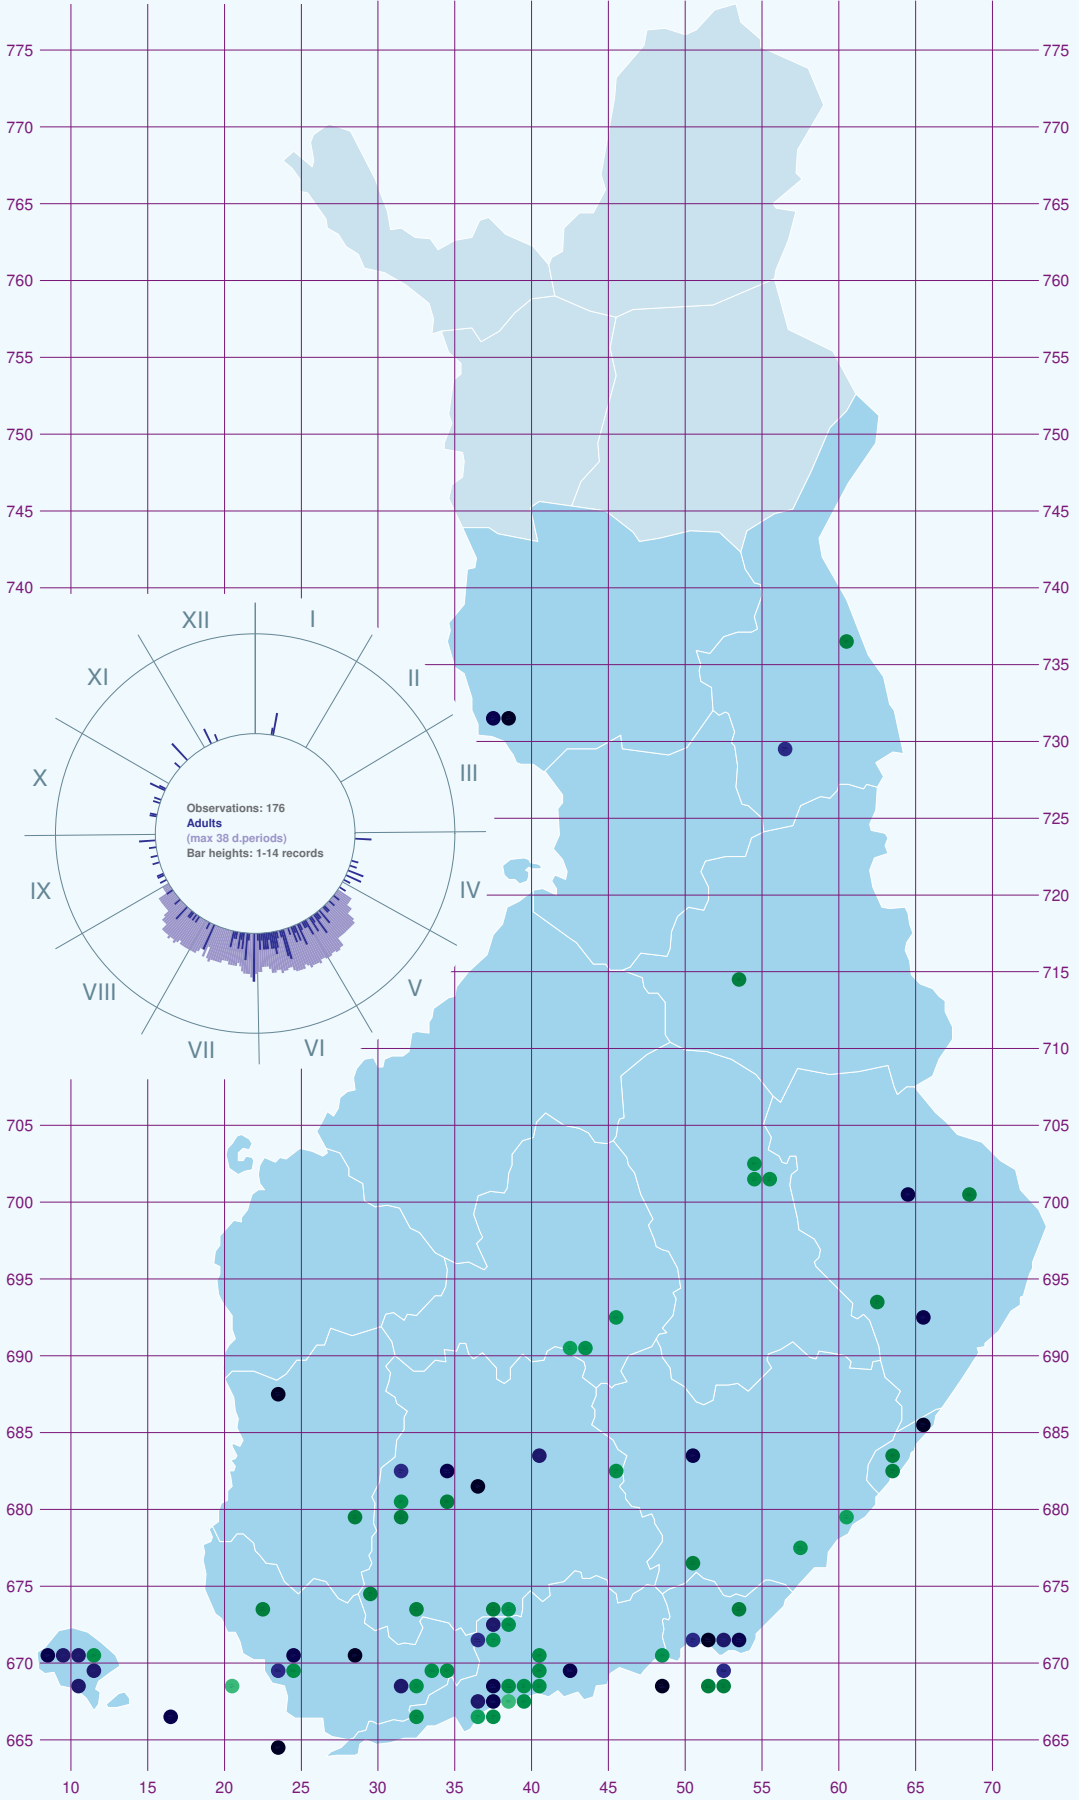 775 775
770 770
765 765
760 760
755 755
750 750
745 745
740 740
XII I
XI II
735 735
730 730
X III
Observations: 176
Adults
(max 38 d.periods)
Bar heights: 1-14 records
725 725
IX IV
720 720
715 715
VIII V
VII VI
710 710
705 705
700 700
695 695
690 690
685 685
680 680
675 675
670 670
665 665
10 15 20 25 30 35 40 45 50 55 60 65 70